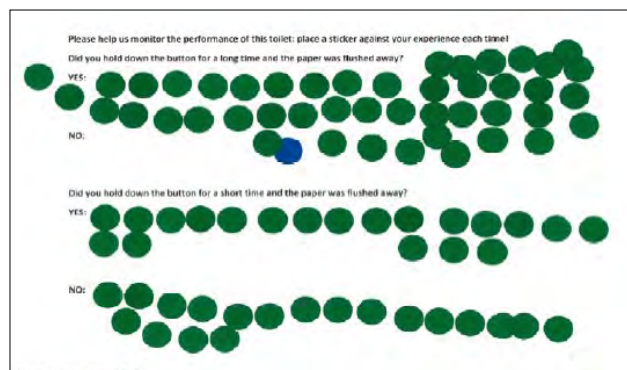 Please help us monitor the performance of this toilet: place a sticker against your experience each time!
Did you hold down the button for a long time and the paper was flushed away?
YES:
NO:
Did you hold down the button for a short time and the paper was flushed away?
YES:
NO: